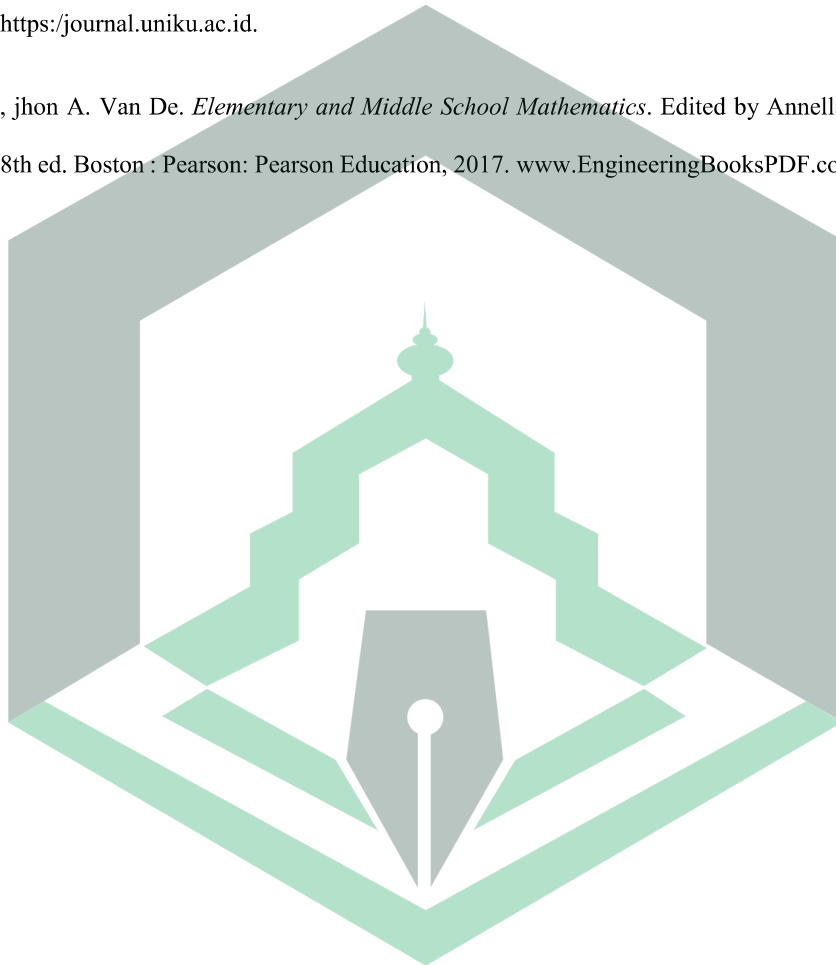 https:/journal.uniku.ac.id.
, jhon A. Van De. Elementary and Middle School Mathematics. Edited by Annell
8th ed. Boston : Pearson: Pearson Education, 2017. www.EngineeringBooksPDF.co